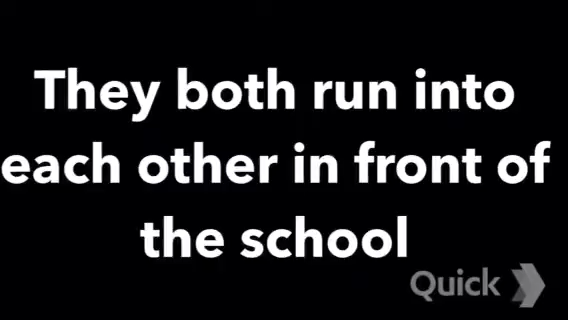 They both run into
each other in front of
the school
Quick